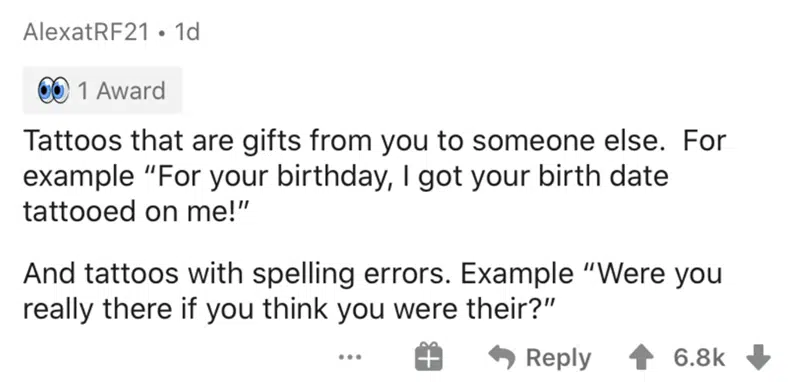 AlexatRF21 • 1d
1 Award
Tattoos that are gifts from you to someone else.  For
example “For your birthday, I got your birth date
tattooed on me!”
And tattoos with spelling errors. Example “Were you
really there if you think you were their?”
Reply 6.8k